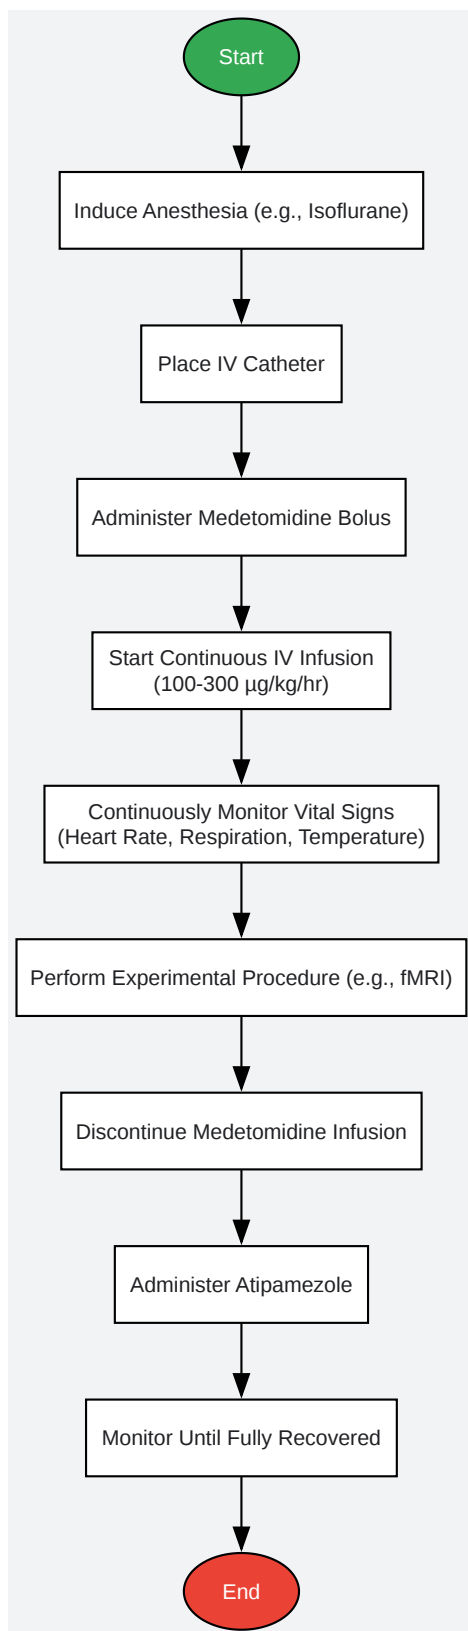 Start
Induce Anesthesia (e.g., Isoflurane)
Place IV Catheter
Administer Medetomidine Bolus
Start Continuous IV Infusion
(100-300 µg/kg/hr)
Continuously Monitor Vital Signs
(Heart Rate, Respiration, Temperature)
Perform Experimental Procedure (e.g., fMRI)
Discontinue Medetomidine Infusion
Administer Atipamezole
Monitor Until Fully Recovered
End